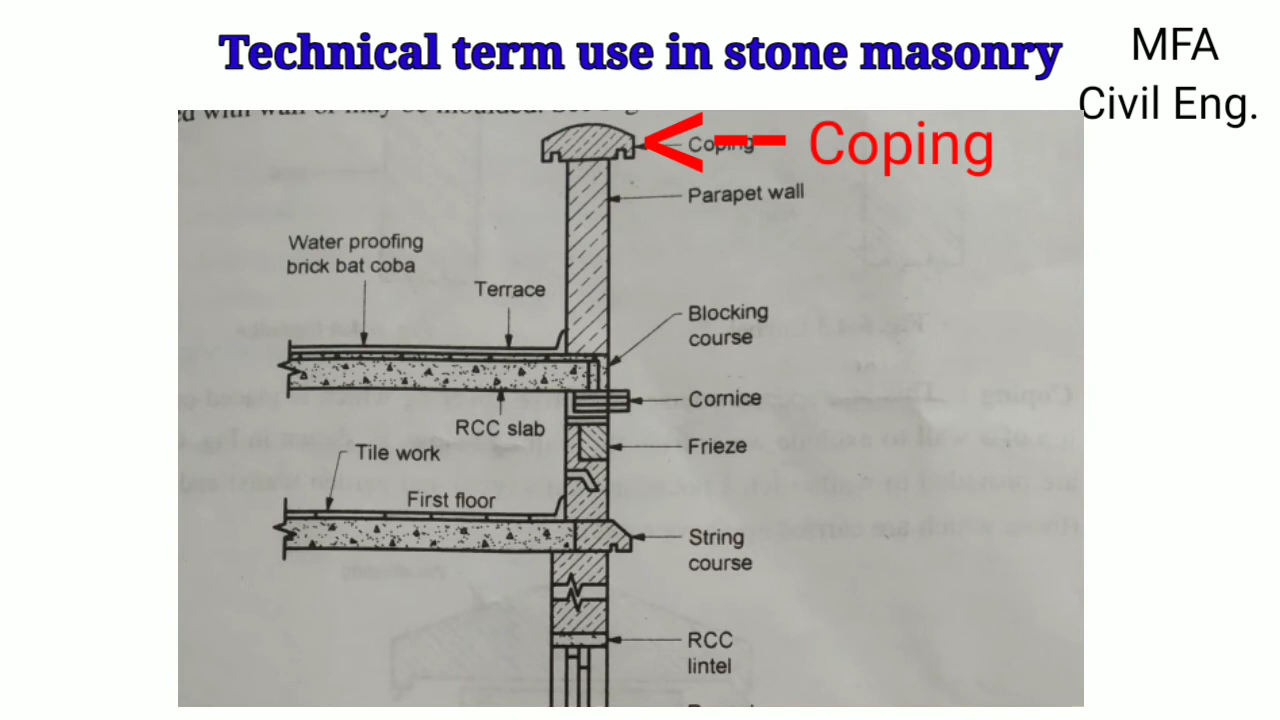 Technical term use in stone masonry
MFA
Civil Eng.
Coping
Coping
Parapet wall
Water proofing
brick bat coba
Terrace
Blocking
course
Cornice
RCC slab
Frieze
Tile work
First floor
String
course
RCC
lintel